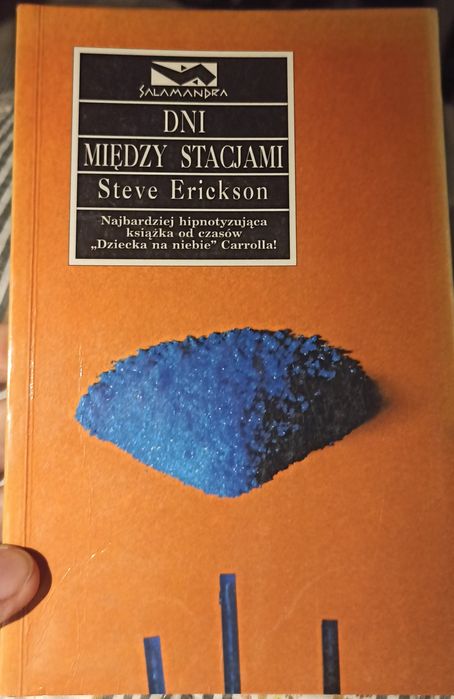 SALAMANDRA
DNI
MIĘDZY STACJAMI
Steve Erickson
Najbardziej hipnotyzująca
książka od czasów
„Dziecka na niebie” Carrolla!